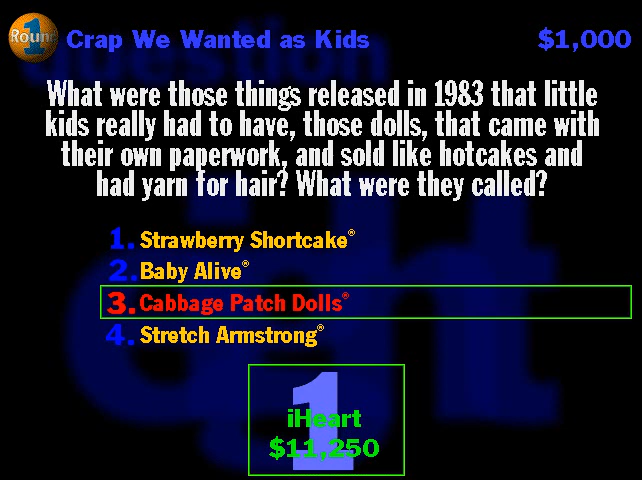 Round 1 Crap We Wanted as Kids $1,000
What were those things released in 1983 that little
kids really had to have, those dolls, that came with
their own paperwork, and sold like hotcakes and
had yarn for hair? What were they called?
1. Strawberry Shortcake®
2. Baby Alive®
3. Cabbage Patch Dolls®
4. Stretch Armstrong®
1
iHeart
$11,250